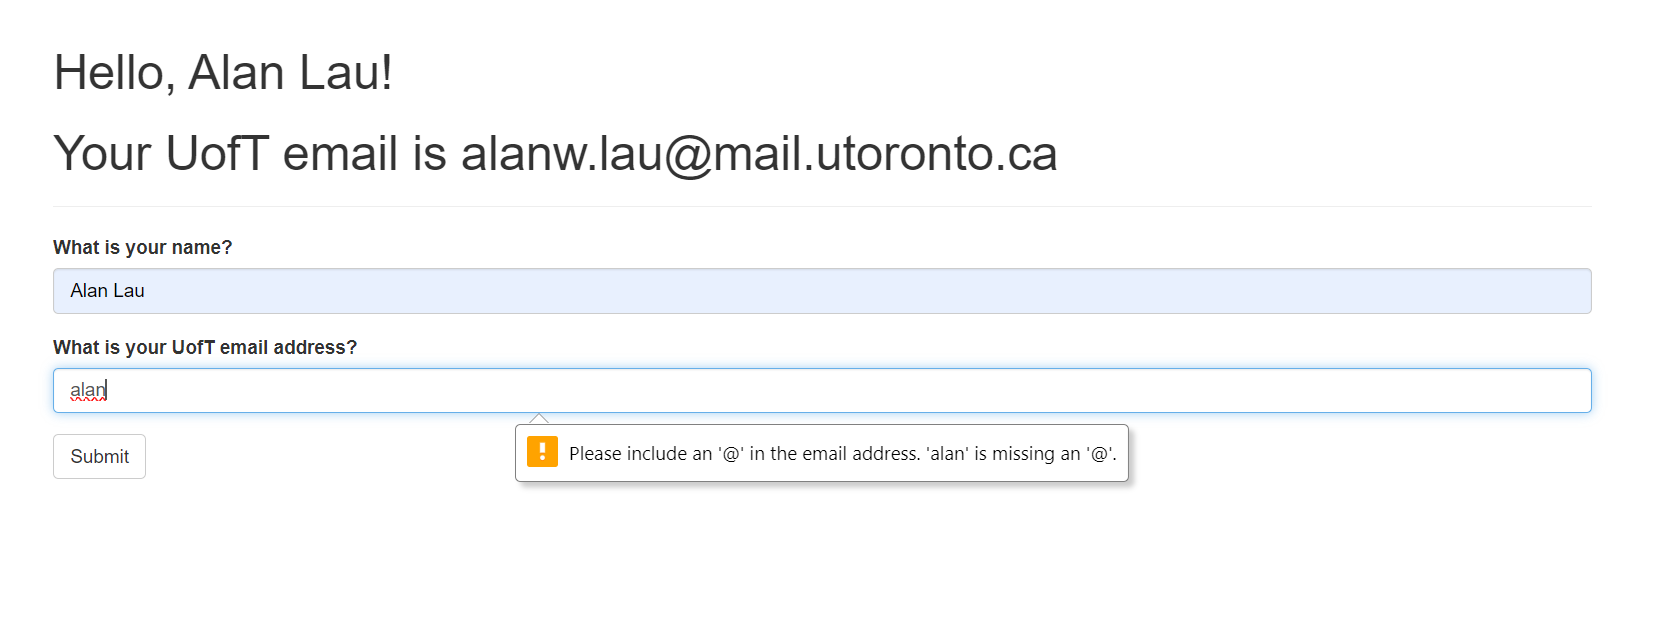 Hello, Alan Lau!
Your UofT email is alanw.lau@mail.utoronto.ca
What is your name?
Alan Lau
What is your UofT email address?
alan
Submit
Please include an '@' in the email address. 'alan' is missing an '@'.